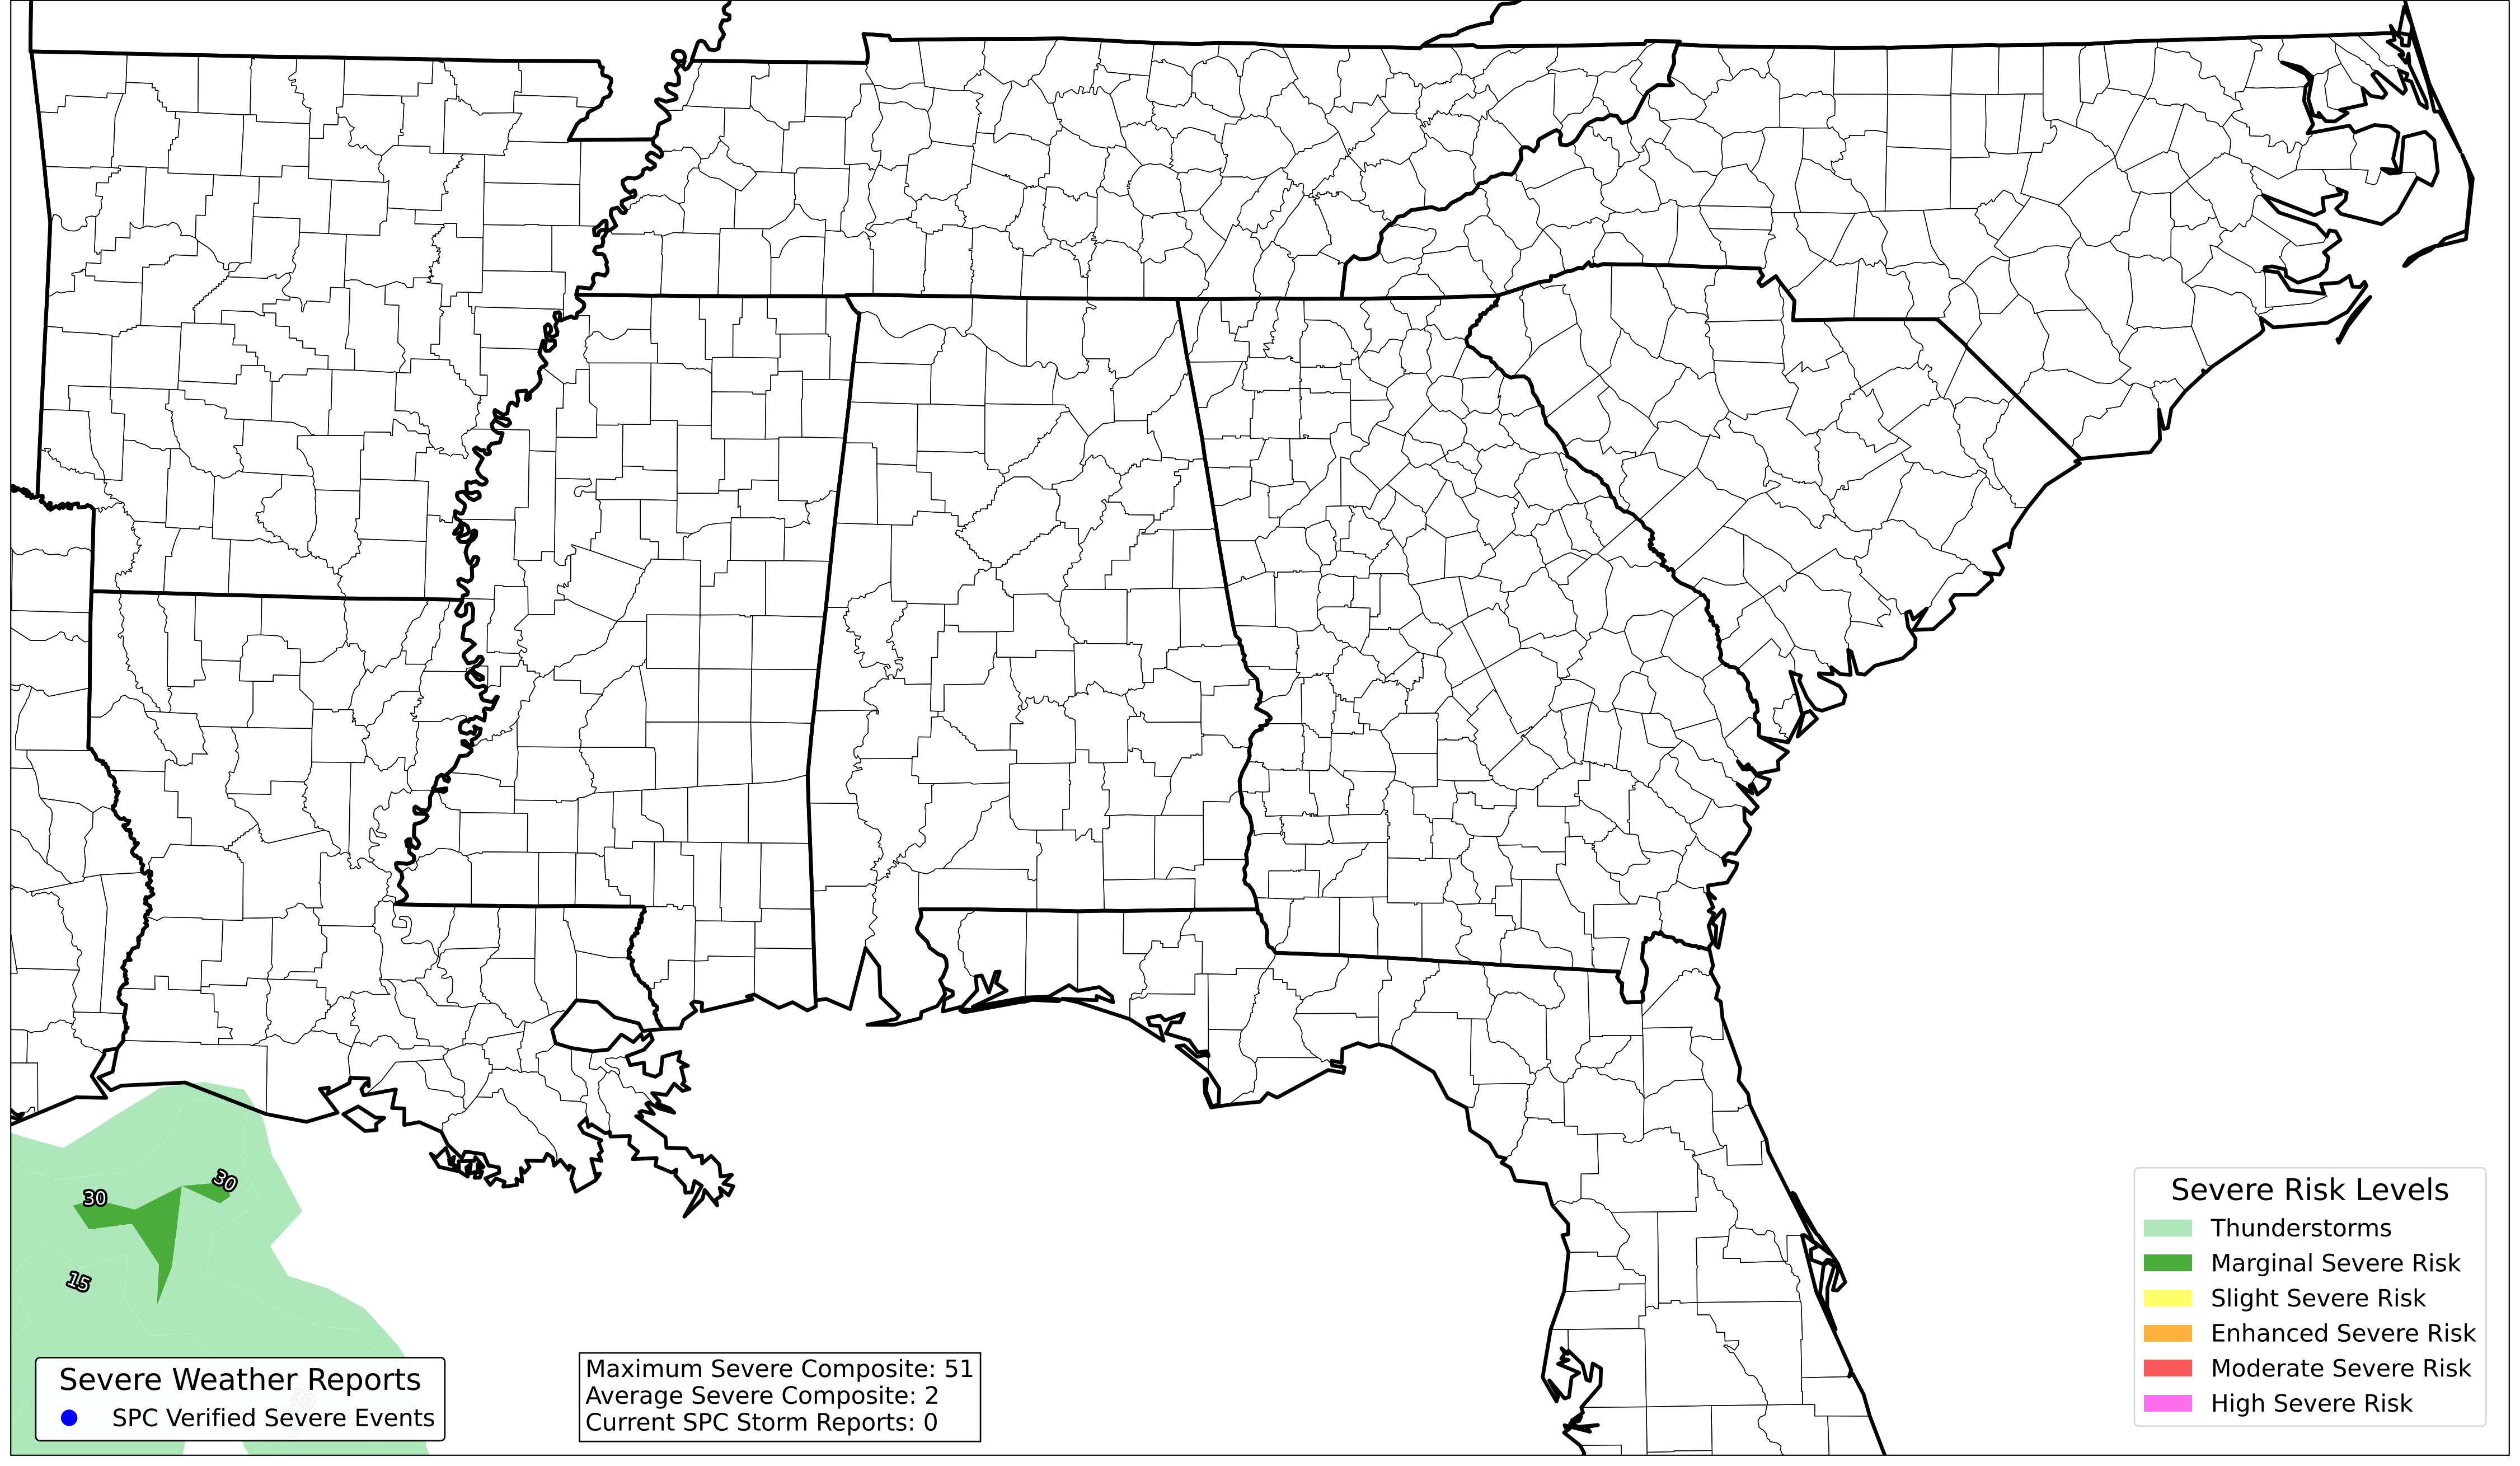 30
30
15
Severe Weather Reports
SPC Verified Severe Events
Maximum Severe Composite: 51
Average Severe Composite: 2
Current SPC Storm Reports: 0
Severe Risk Levels
Thunderstorms
Marginal Severe Risk
Slight Severe Risk
Enhanced Severe Risk
Moderate Severe Risk
High Severe Risk